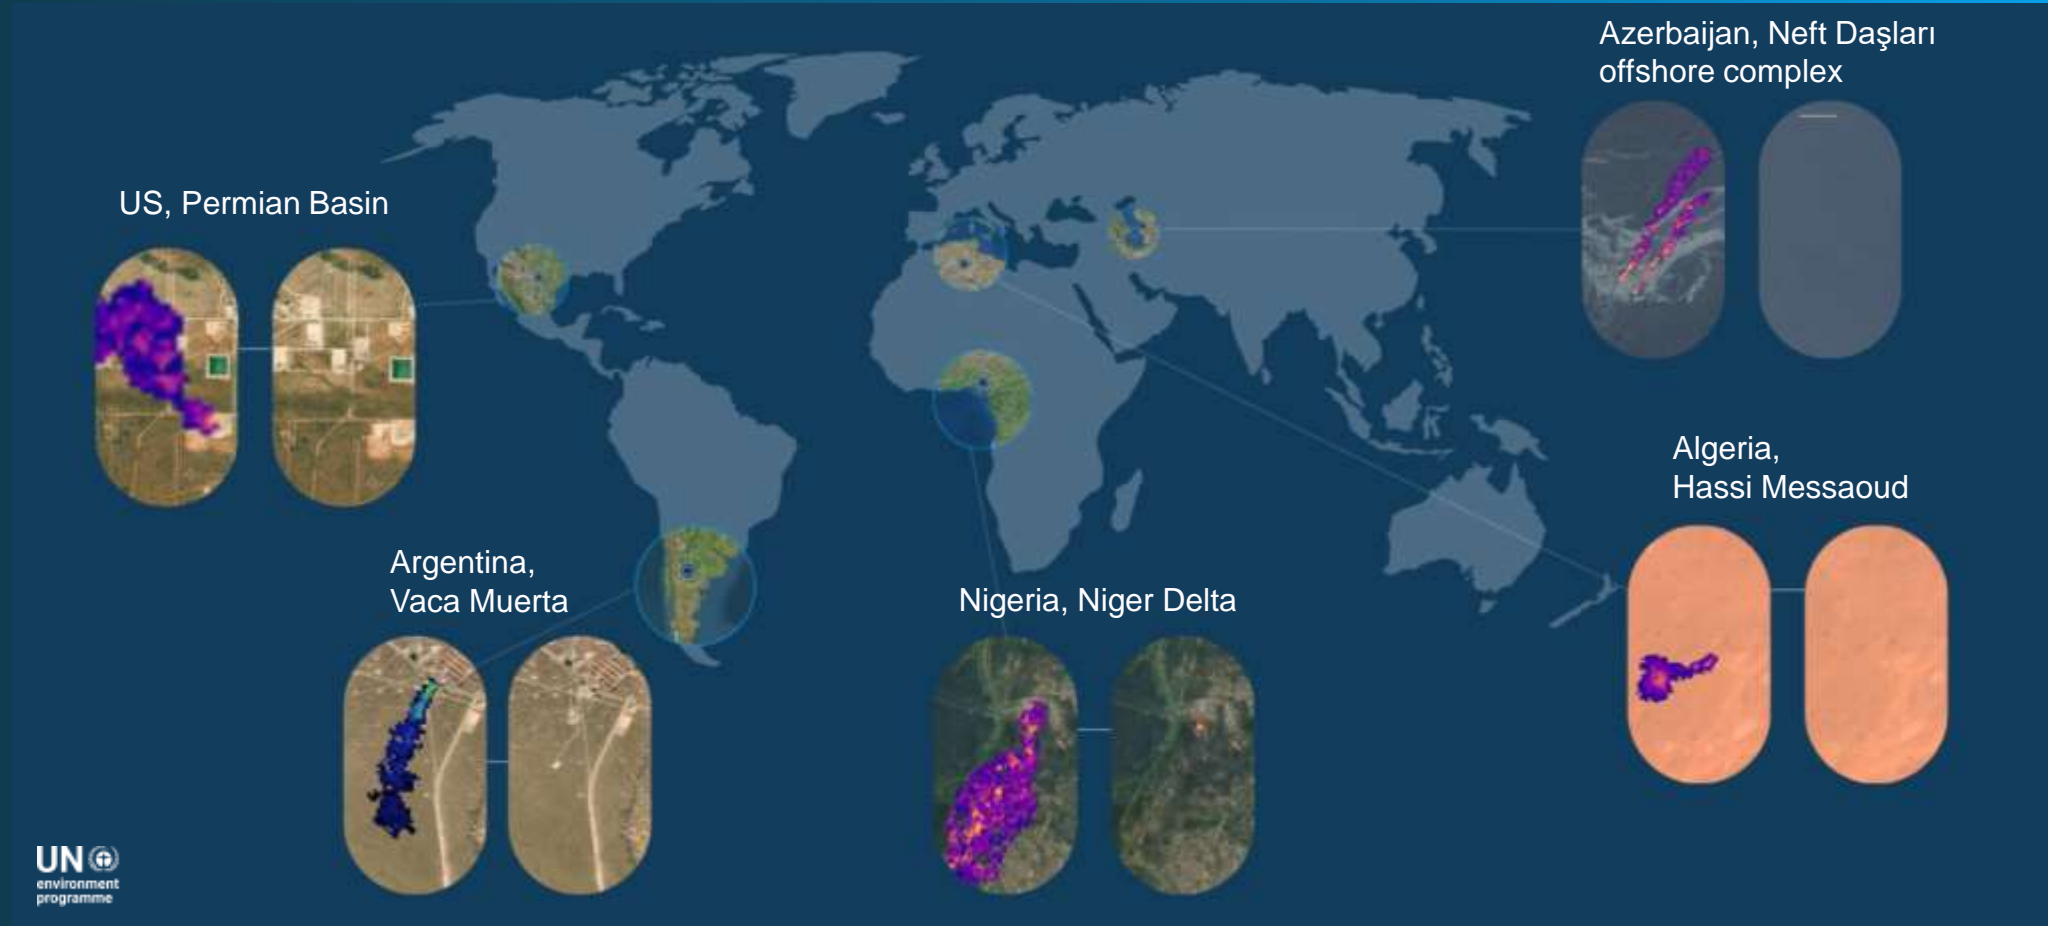 Azerbaijan, Neft Daşları
offshore complex
US, Permian Basin
Algeria,
Hassi Messaoud
Argentina,
Vaca Muerta
Nigeria, Niger Delta
UN
environment
programme